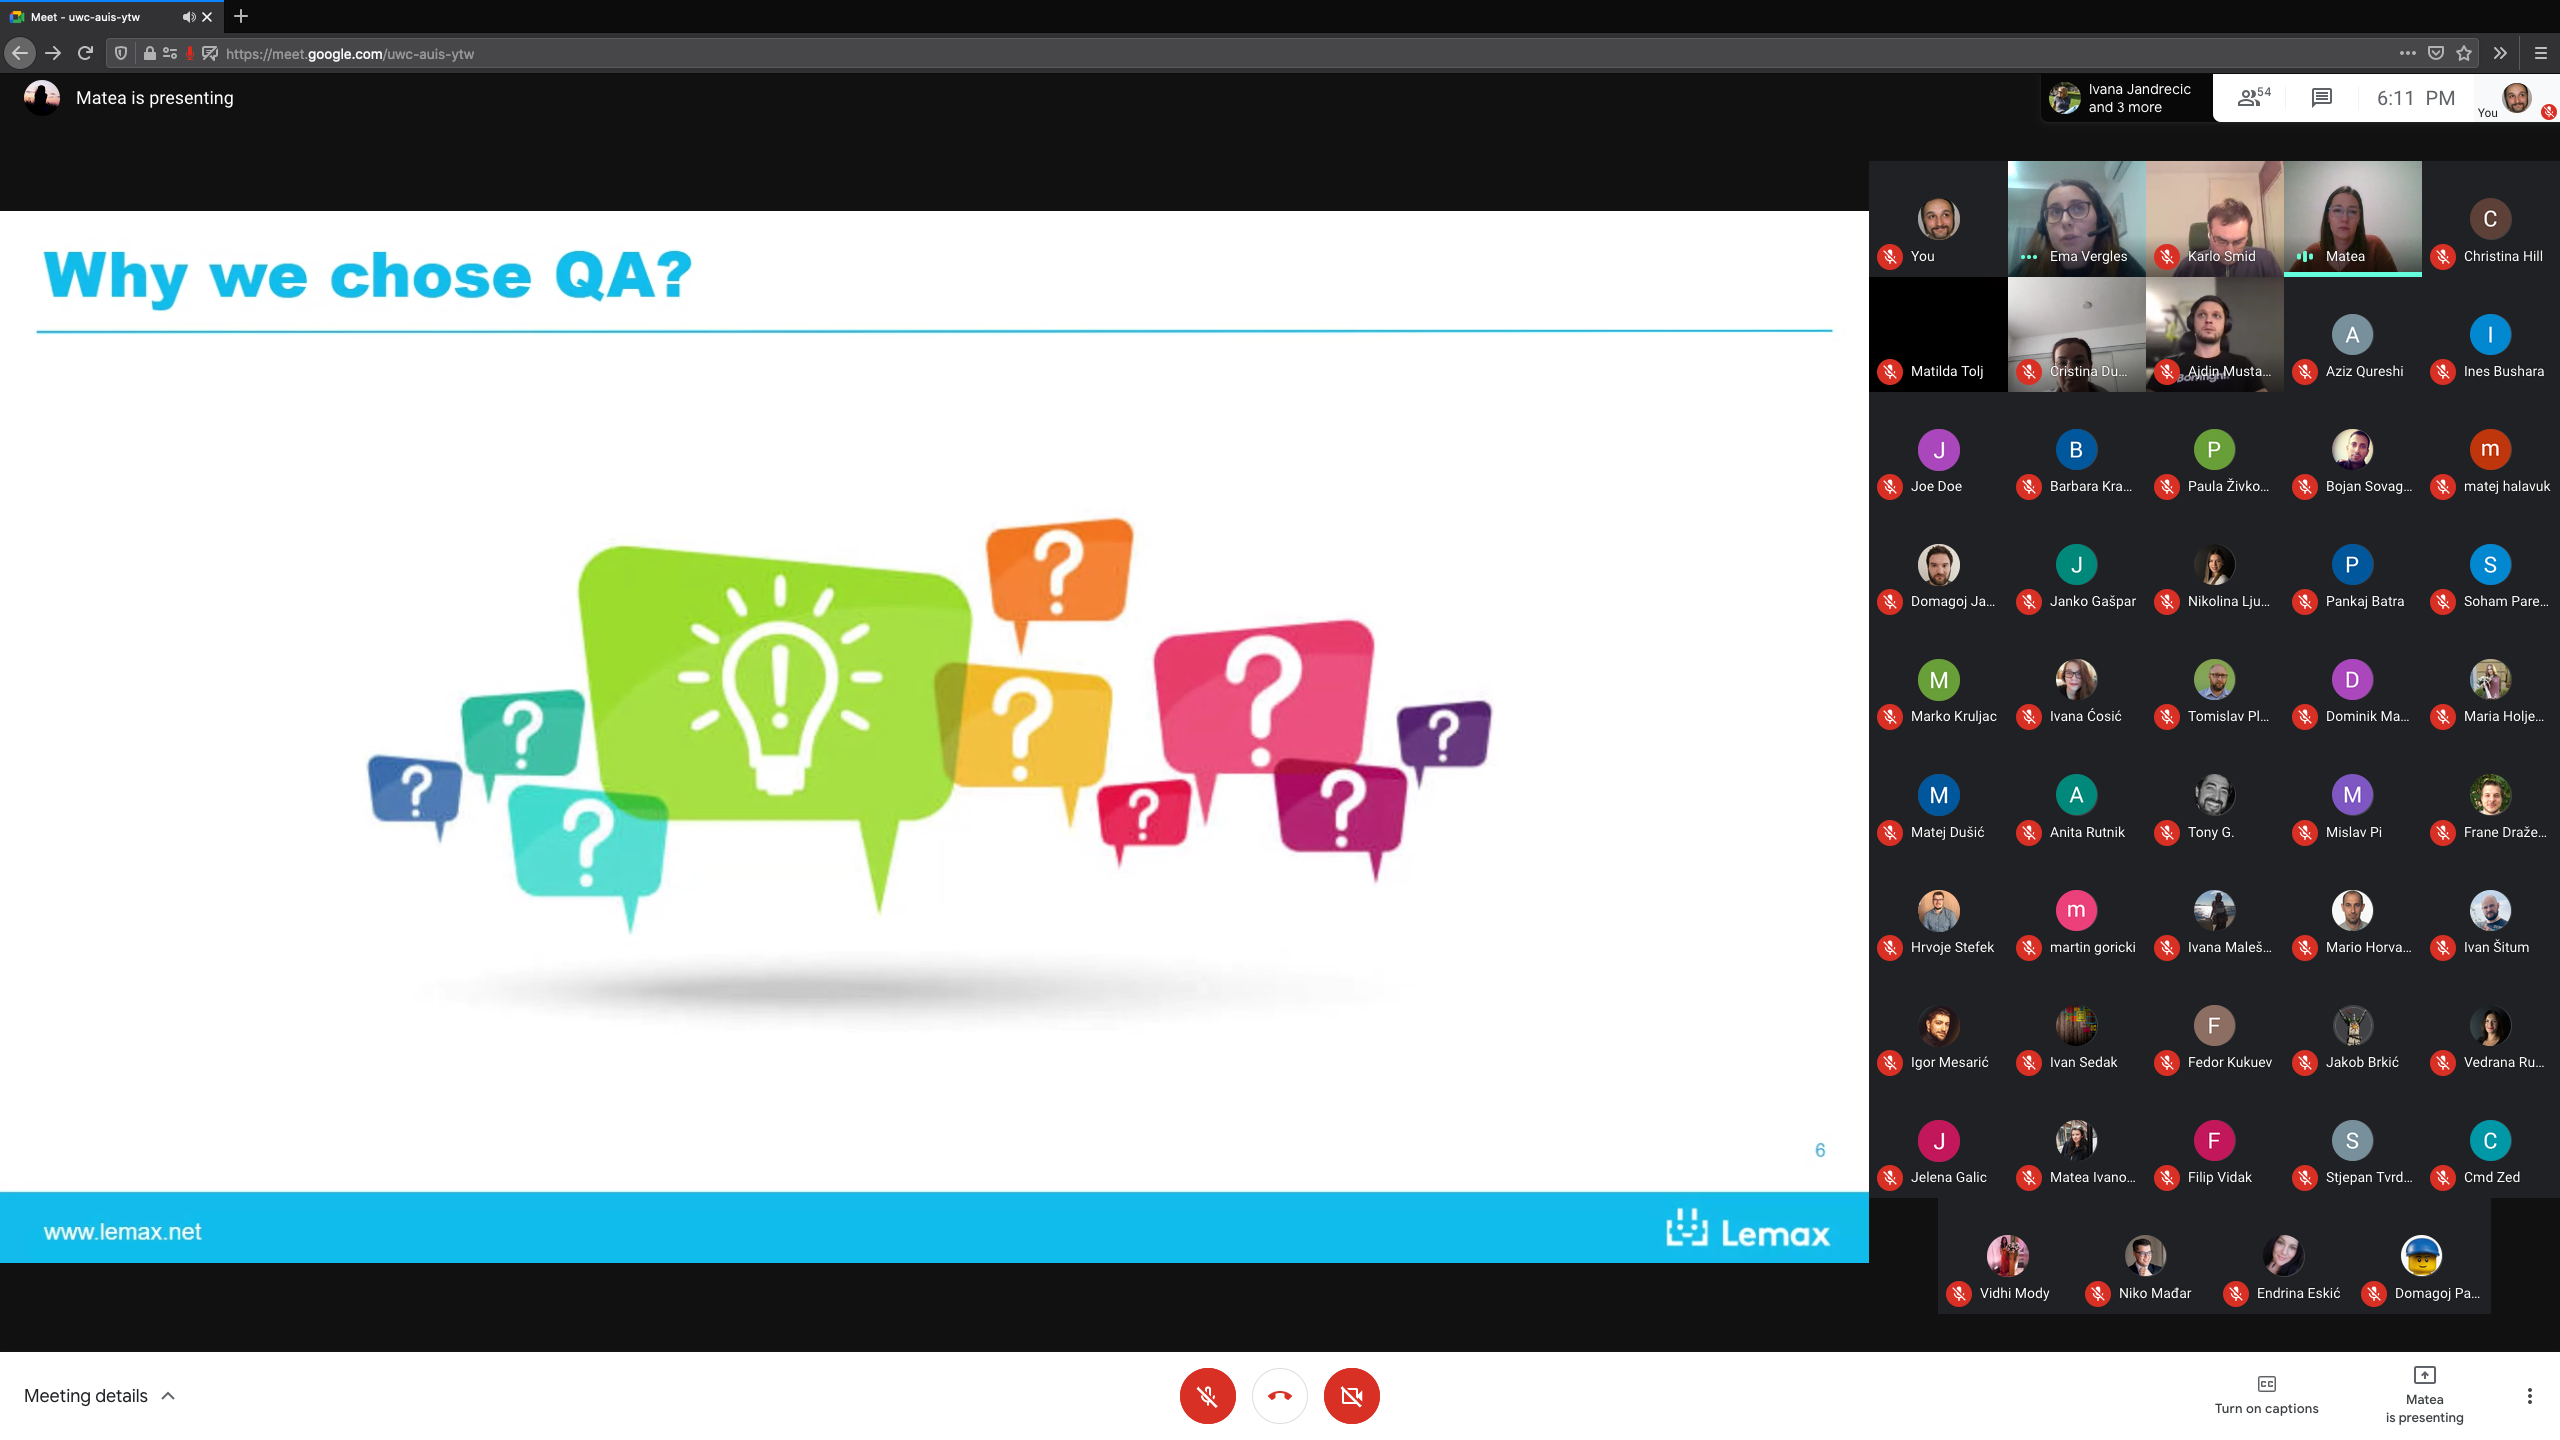 Meet - uwc-auis-ytw
https://meet.google.com/uwc-auis-ytw
Matea is presenting
Ivana Jandrecic
and 3 more
54
6:11 PM
You
Why we chose QA?
? ! ? ? ? ? ? ? ? ?
6
www.lemax.net
Lemax
You
Ema Vergles
Karlo Smid
Matea
C
Christina Hill
Matilda Tolj
Cristina Du...
Ajdin Musta...
A
Aziz Qureshi
I
Ines Bushara
J
Joe Doe
B
Barbara Kra...
P
Paula Živko...
Bojan Sovag...
m
matej halavuk
Domagoj Ja...
J
Janko Gašpar
Nikolina Lju...
P
Pankaj Batra
S
Soham Pare...
M
Marko Kruljac
Ivana Ćosić
Tomislav Pl...
D
Dominik Ma...
Maria Holje...
M
Matej Dušić
A
Anita Rutnik
Tony G.
M
Mislav Pi
Frane Draže...
Hrvoje Stefek
m
martin goricki
Ivana Maleš...
Mario Horva...
Ivan Šitum
Igor Mesarić
Ivan Sedak
F
Fedor Kukuev
Jakob Brkić
Vedrana Ru...
J
Jelena Galic
Matea Ivano...
F
Filip Vidak
S
Stjepan Tvrd...
C
Cmd Zed
Vidhi Mody
Niko Mađar
Endrina Eskić
Domagoj Pa...
Meeting details
CC
Turn on captions
Matea
is presenting